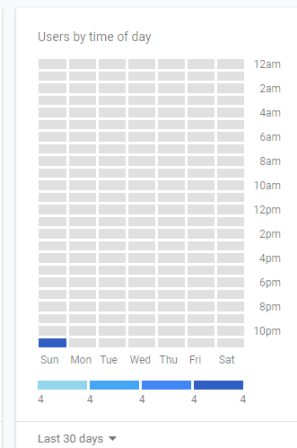 Users by time of day
12am
2am
4am
6am
8am
10am
12pm
2pm
4pm
6pm
8pm
10pm
Sun Mon Tue Wed Thu Fri Sat
4 4 4 4 4
Last 30 days